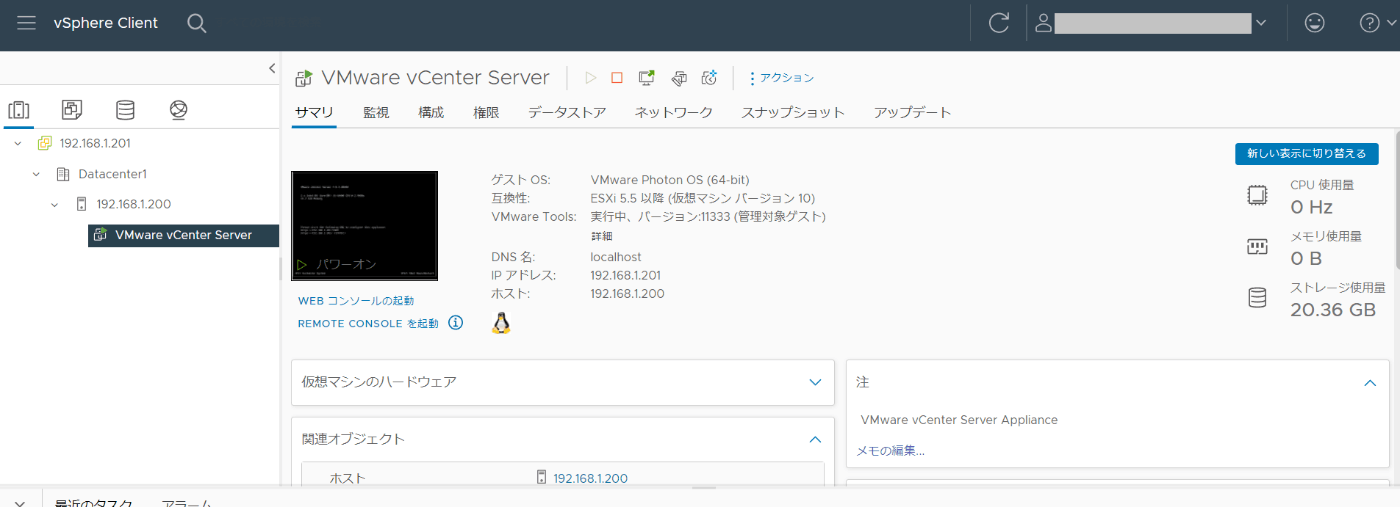 vSphere Client
VMware vCenter Server
アクション
サマリ 監視 構成 権限 データストア ネットワーク スナップショット アップデート
192.168.1.201
Datacenter1
192.168.1.200
VMware vCenter Server
新しい表示に切り替える
パワーオン
WEB コンソールの起動
REMOTE CONSOLE を起動
ゲスト OS: VMware Photon OS (64-bit)
互換性: ESXi 5.5 以降 (仮想マシン バージョン 10)
VMware Tools: 実行中、バージョン:11333 (管理対象ゲスト)
詳細
DNS 名: localhost
IP アドレス: 192.168.1.201
ホスト: 192.168.1.200
CPU 使用量
0 Hz
メモリ使用量
0 B
ストレージ使用量
20.36 GB
仮想マシンのハードウェア
関連オブジェクト
ホスト 192.168.1.200
注
VMware vCenter Server Appliance
メモの編集...
最近のタスク アラーム